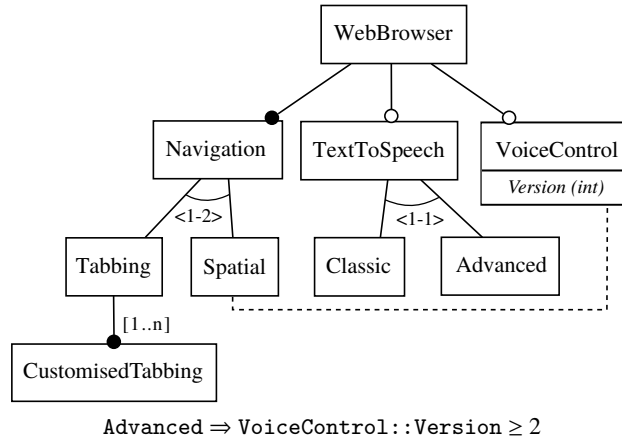 WebBrowser
Navigation
TextToSpeech
VoiceControl
Version (int)
<1-2>
<1-1>
Tabbing
Spatial
Classic
Advanced
[1..n]
CustomisedTabbing
Advanced ⇒ VoiceControl::Version ≥ 2